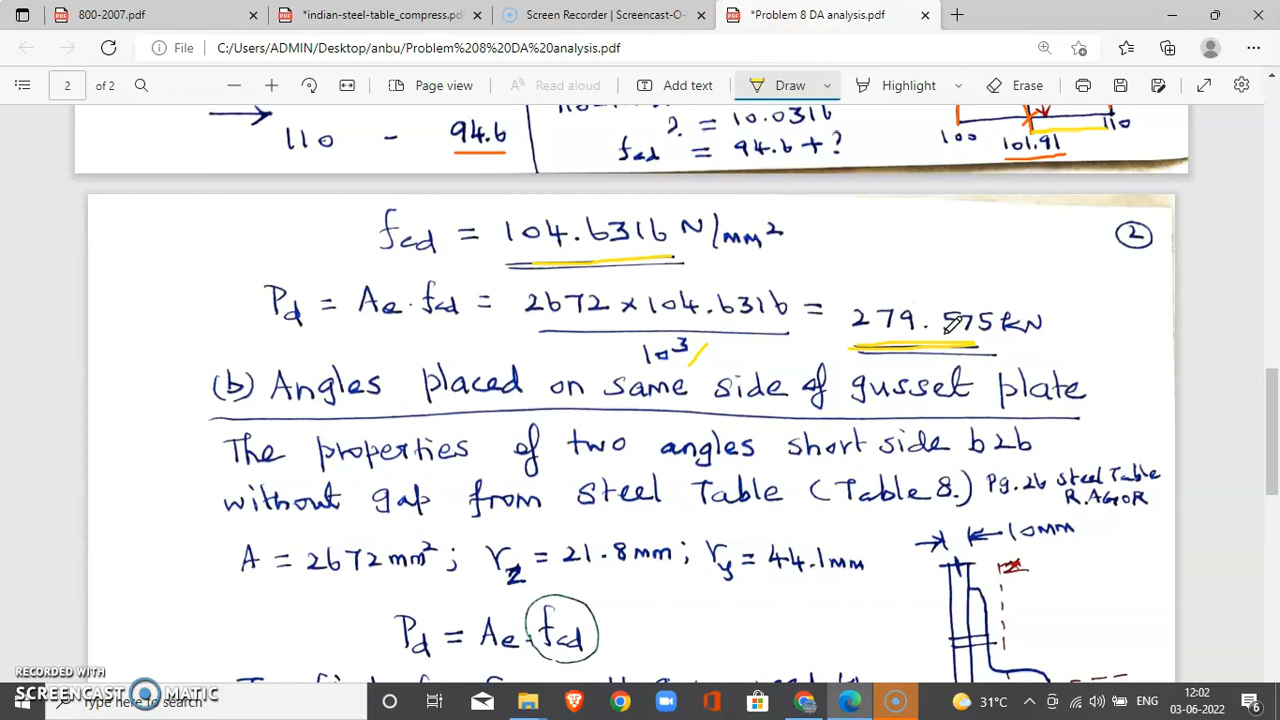 800-2007.pdf
*indian-steel-table_compress.pdf
Screen Recorder | Screencast-O-
*Problem 8 DA analysis.pdf
File C:/Users/ADMIN/Desktop/anbu/Problem%208%20DA%20analysis.pdf
2 of 2
Page view
Read aloud
Add text
Draw
Highlight
Erase
110 - 94.6
= 10.0316
fcd = 94.6 + ?
100 101.91 110
fcd = 104.6316 N/mm2
2
Pd = Ae.fcd = 2672 x 104.6316 = 279.575 kN
10³
(b) Angles placed on same side of gusset plate
The properties of two angles short side b2b
without gap from Steel Table (Table 8.) Pg.26 Steel Table
R.AGOR
10mm
A = 2672 mm²; rz = 21.8 mm; ry = 44.1 mm
z
Pd = Ae.fcd
RECORDED WITH
SCREENCAST MATIC
Type here to search
31°C
ENG
12:02
03-06-2022
6